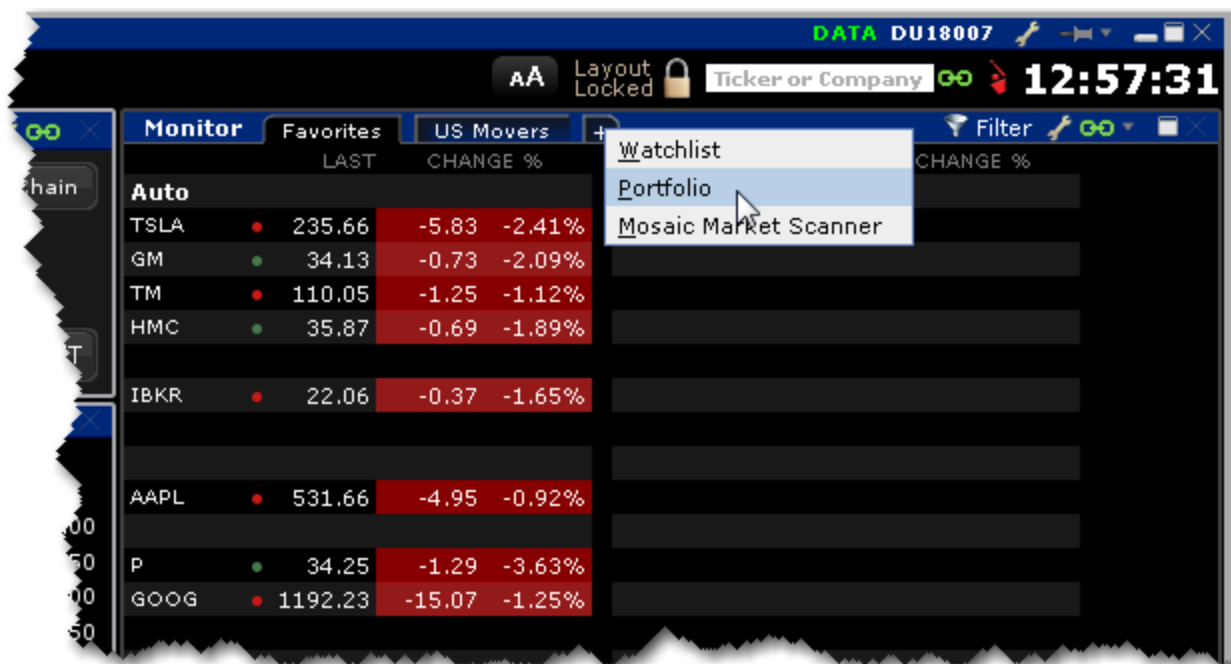 DATA DU18007
AA Layout Locked Ticker or Company 12:57:31
Monitor Favorites US Movers + Filter
LAST CHANGE % CHANGE %
Watchlist
Portfolio
Mosaic Market Scanner
hain
Auto
TSLA 235.66 -5.83 -2.41%
GM 34.13 -0.73 -2.09%
TM 110.05 -1.25 -1.12%
HMC 35.87 -0.69 -1.89%
T
IBKR 22.06 -0.37 -1.65%
AAPL 531.66 -4.95 -0.92%
00
50
P 34.25 -1.29 -3.63%
00
GOOG 1192.23 -15.07 -1.25%
50